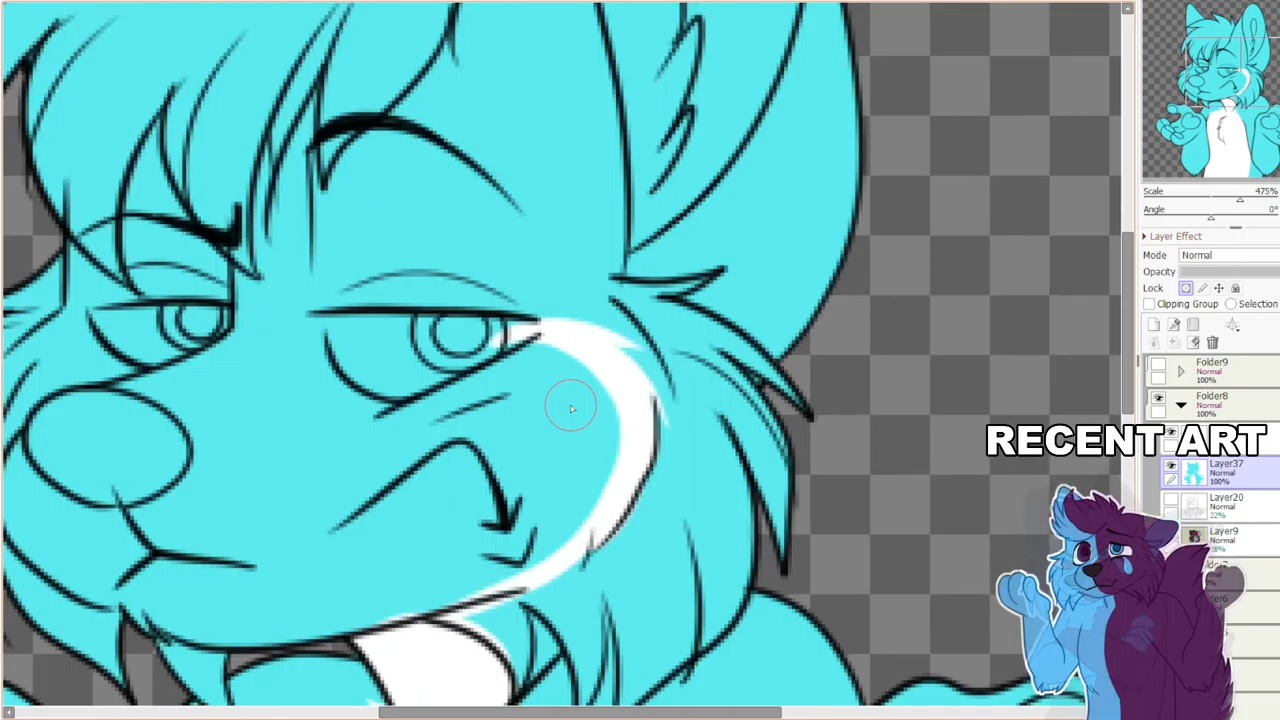 Scale 475%
Angle 0°
Layer Effect
Mode Normal
Opacity
Lock
Clipping Group Selection
Folder9
Normal
100%
Folder8
Normal
100%
RECENT ART
Layer37
Normal
100%
Layer20
Normal
22%
Layer9
Normal